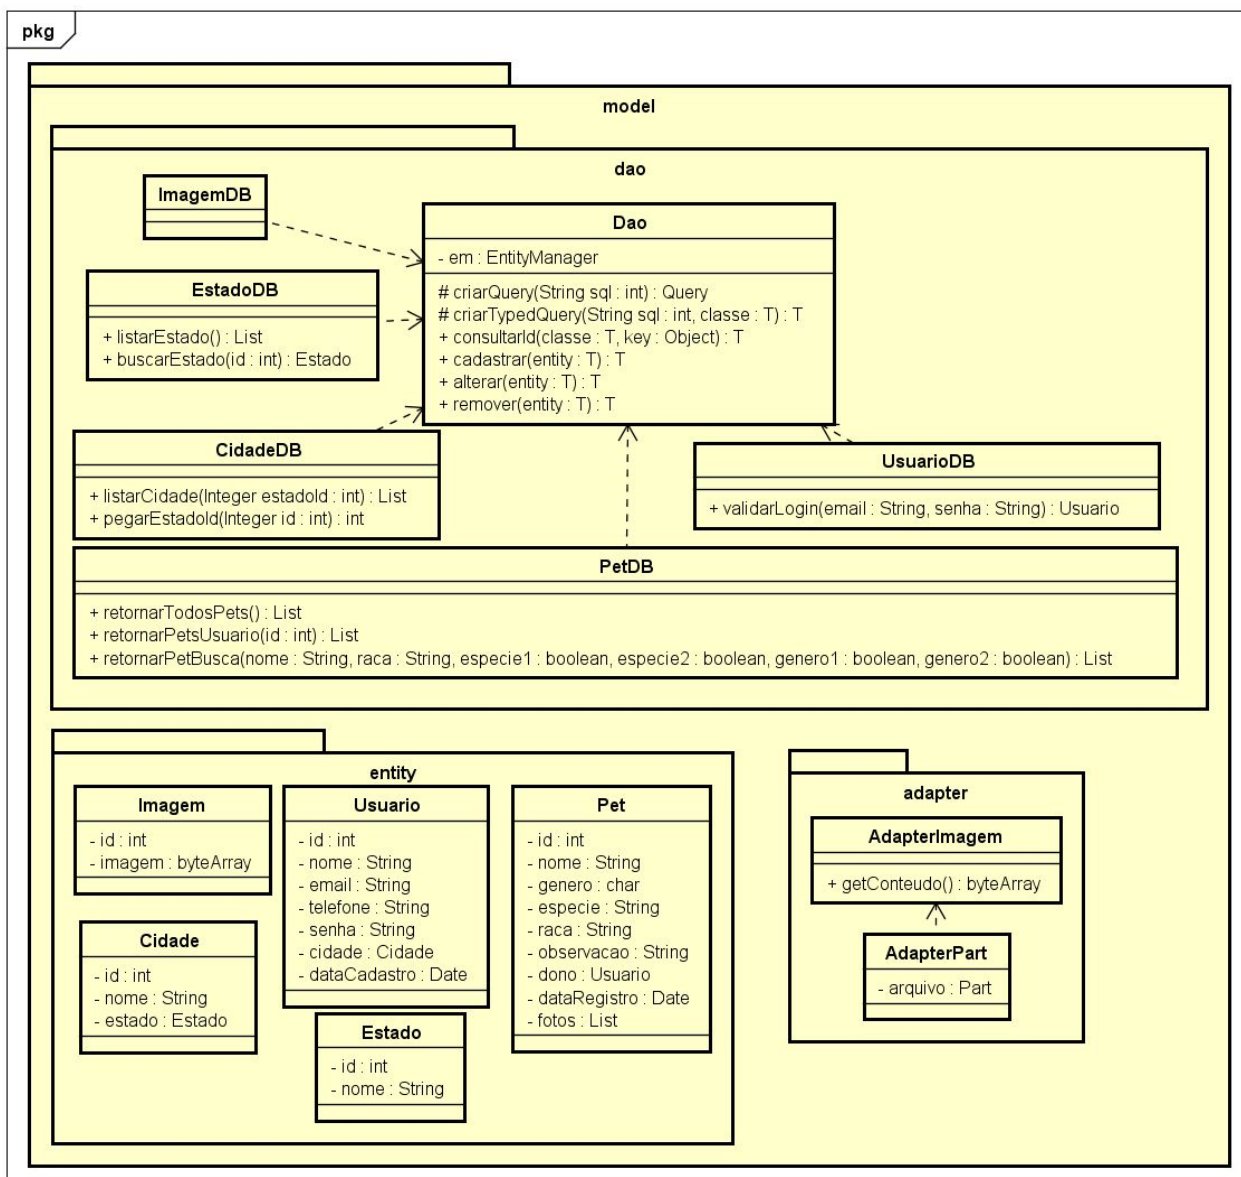 pkg
model
dao
ImagemDB
Dao
- em : EntityManager
# criarQuery(String sql : int) : Query
# criarTypedQuery(String sql : int, classe : T) : T
+ consultarId(classe : T, key : Object) : T
+ cadastrar(entity : T) : T
+ alterar(entity : T) : T
+ remover(entity : T) : T
EstadoDB
+ listarEstado() : List
+ buscarEstado(id : int) : Estado
CidadeDB
+ listarCidade(Integer estadoId : int) : List
+ pegarEstadoId(Integer id : int) : int
UsuarioDB
+ validarLogin(email : String, senha : String) : Usuario
PetDB
+ retornarTodosPets() : List
+ retornarPetsUsuario(id : int) : List
+ retornarPetBusca(nome : String, raca : String, especie1 : boolean, especie2 : boolean, genero1 : boolean, genero2 : boolean) : List
entity
Imagem
- id : int
- imagem : byteArray
Usuario
- id : int
- nome : String
- email : String
- telefone : String
- senha : String
- cidade : Cidade
- dataCadastro : Date
Pet
- id : int
- nome : String
- genero : char
- especie : String
- raca : String
- observacao : String
- dono : Usuario
- dataRegistro : Date
- fotos : List
Cidade
- id : int
- nome : String
- estado : Estado
Estado
- id : int
- nome : String
adapter
AdapterImagem
+ getConteudo() : byteArray
AdapterPart
- arquivo : Part